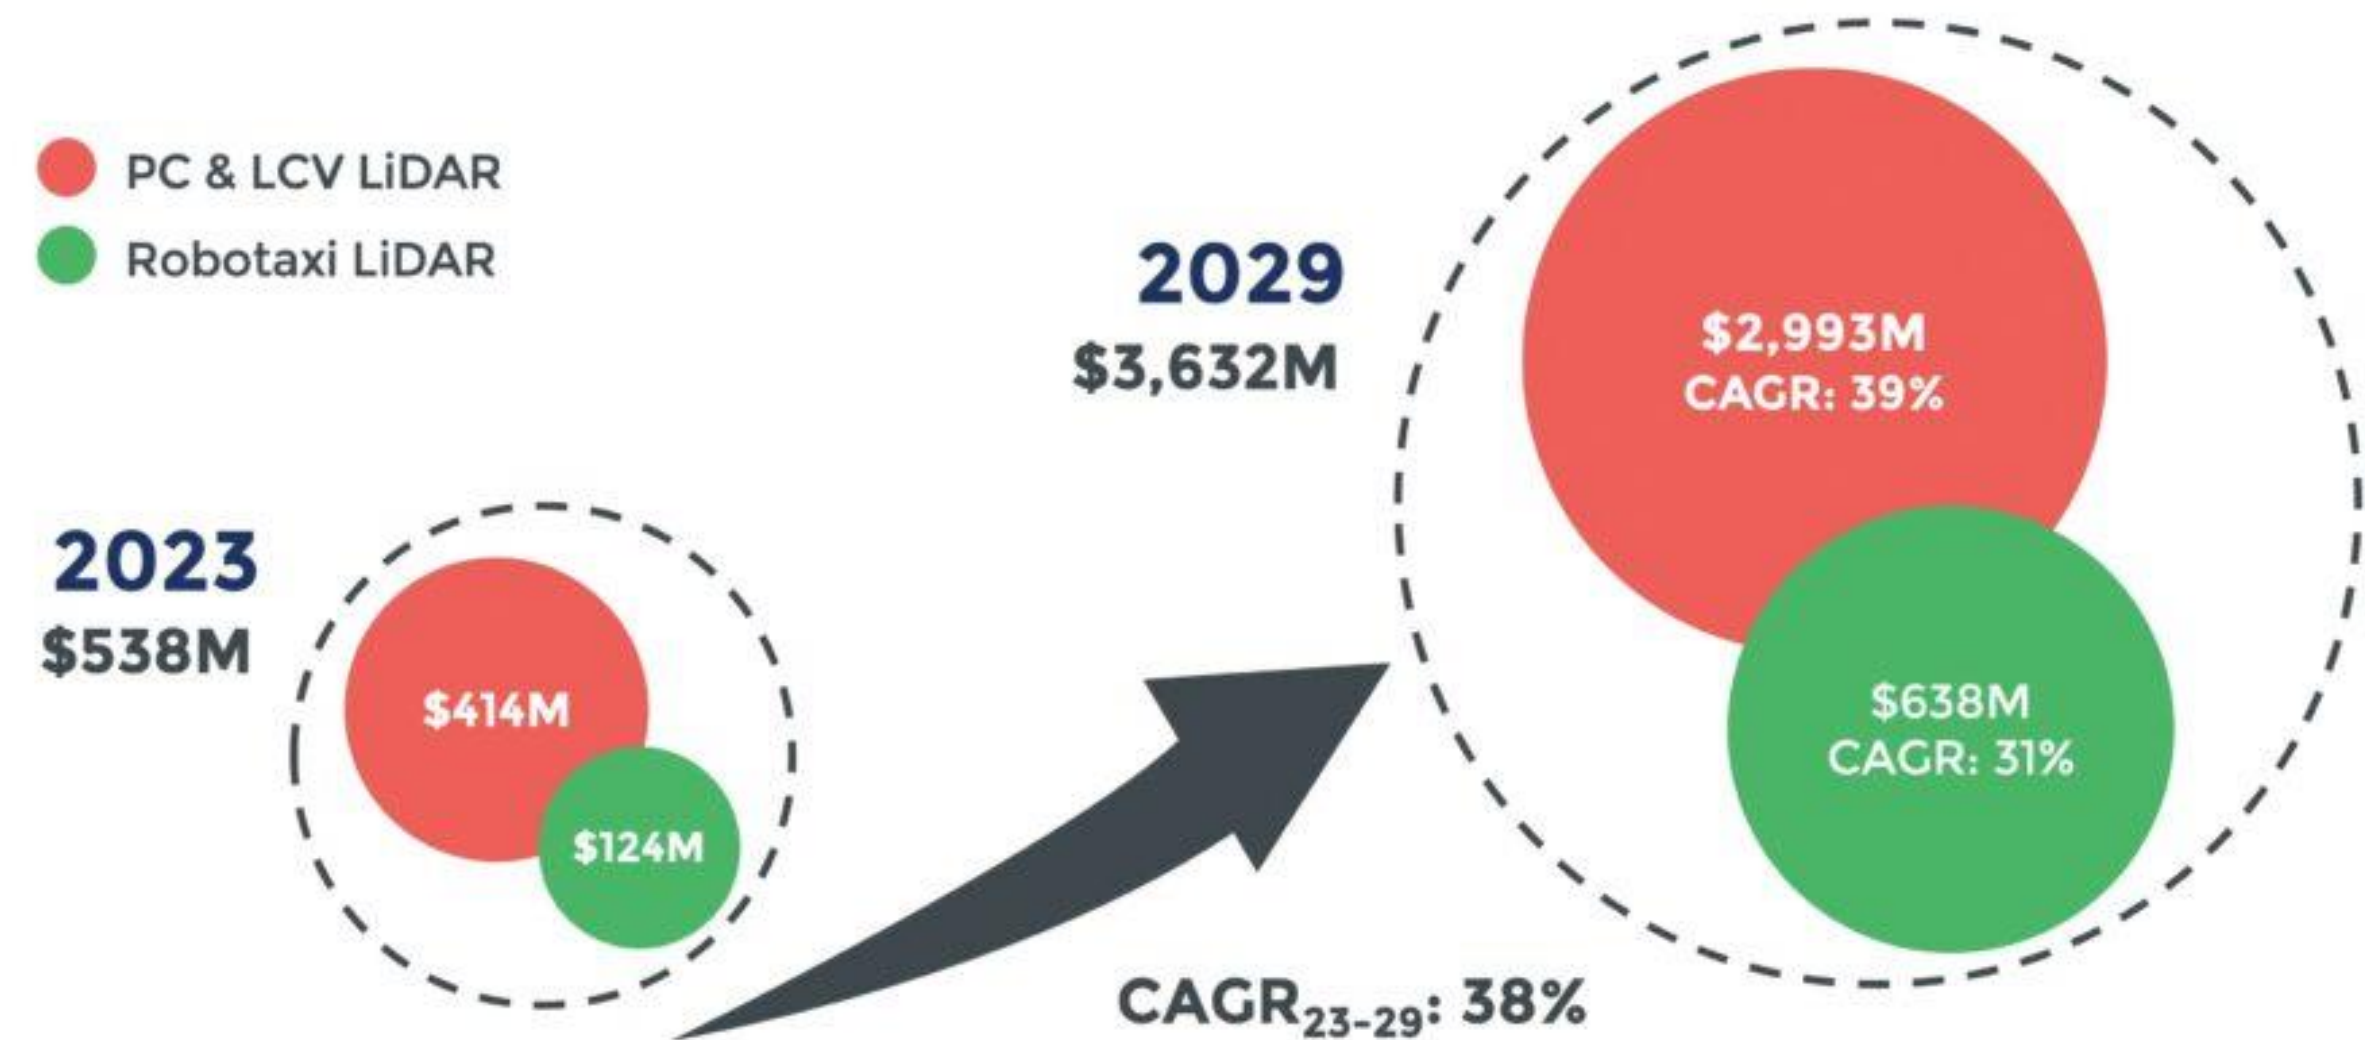 PC & LCV LiDAR
Robotaxi LiDAR
2023
$538M
$414M
$124M
2029
$3,632M
$2,993M
CAGR: 39%
$638M
CAGR: 31%
CAGR23-29: 38%